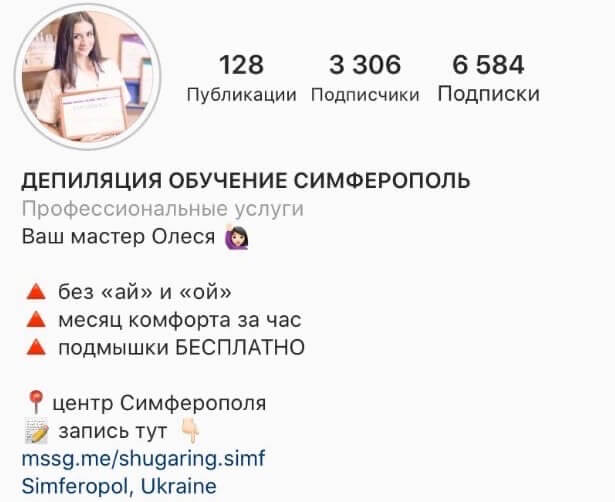 128 3 306 6 584
Публикации Подписчики Подписки
ДЕПИЛЯЦИЯ ОБУЧЕНИЕ СИМФЕРОПОЛЬ
Профессиональные услуги
Ваш мастер Олеся 🙋🏻‍♀️
🔺 без «ай» и «ой»
🔺 месяц комфорта за час
🔺 подмышки БЕСПЛАТНО
📍центр Симферополя
📝 запись тут 👇🏻
mssg.me/shugaring.simf
Simferopol, Ukraine